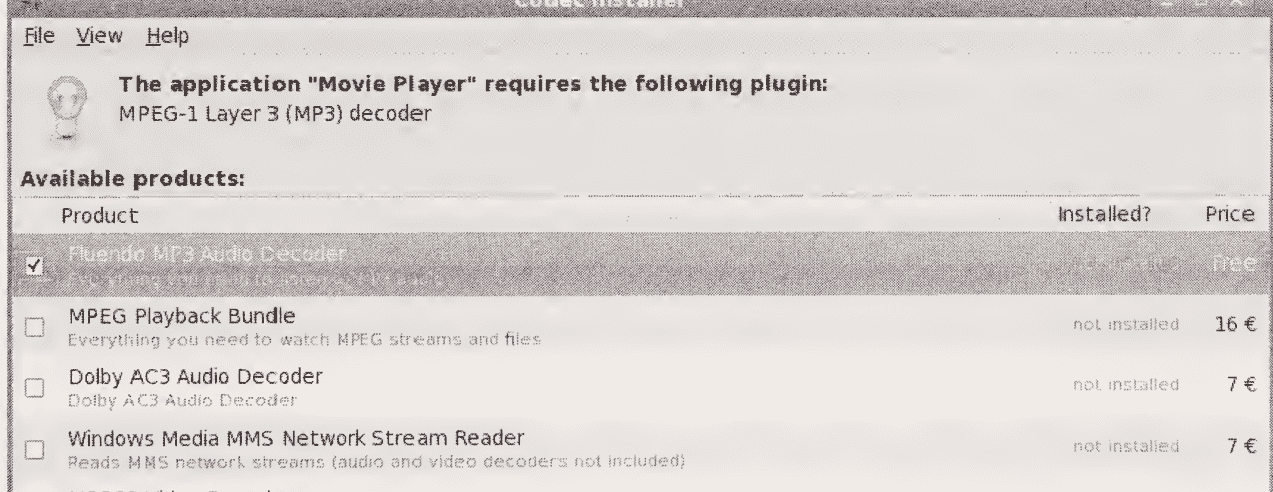 Codec Installer
File View Help
The application "Movie Player" requires the following plugin:
MPEG-1 Layer 3 (MP3) decoder
Available products:
Product Installed? Price
Fluendo MP3 Audio Decoder Free
MPEG Playback Bundle not installed 16 €
Everything you need to watch MPEG streams and files
Dolby AC3 Audio Decoder not installed 7 €
Dolby AC3 Audio Decoder
Windows Media MMS Network Stream Reader not installed 7 €
Reads MMS network streams (audio and video decoders not included)